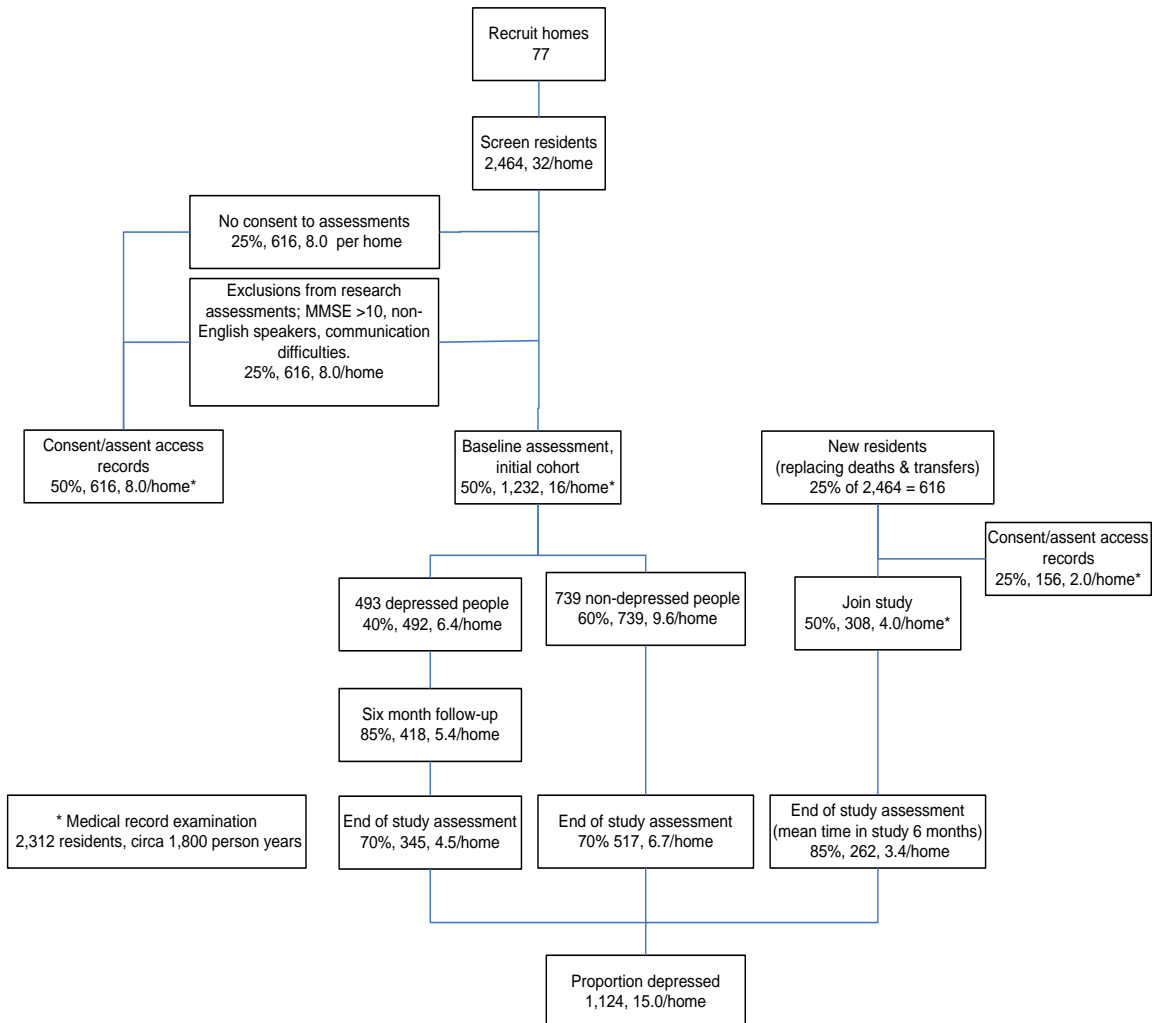 Recruit homes
77
Screen residents
2,464, 32/home
No consent to assessments
25%, 616, 8.0 per home
Exclusions from research
assessments; MMSE >10, non-
English speakers, communication
difficulties.
25%, 616, 8.0/home
Consent/assent access
records
50%, 616, 8.0/home*
Baseline assessment,
initial cohort
50%, 1,232, 16/home*
New residents
(replacing deaths & transfers)
25% of 2,464 = 616
Consent/assent access
records
25%, 156, 2.0/home*
493 depressed people
40%, 492, 6.4/home
739 non-depressed people
60%, 739, 9.6/home
Join study
50%, 308, 4.0/home*
Six month follow-up
85%, 418, 5.4/home
* Medical record examination
2,312 residents, circa 1,800 person years
End of study assessment
70%, 345, 4.5/home
End of study assessment
70% 517, 6.7/home
End of study assessment
(mean time in study 6 months)
85%, 262, 3.4/home
Proportion depressed
1,124, 15.0/home